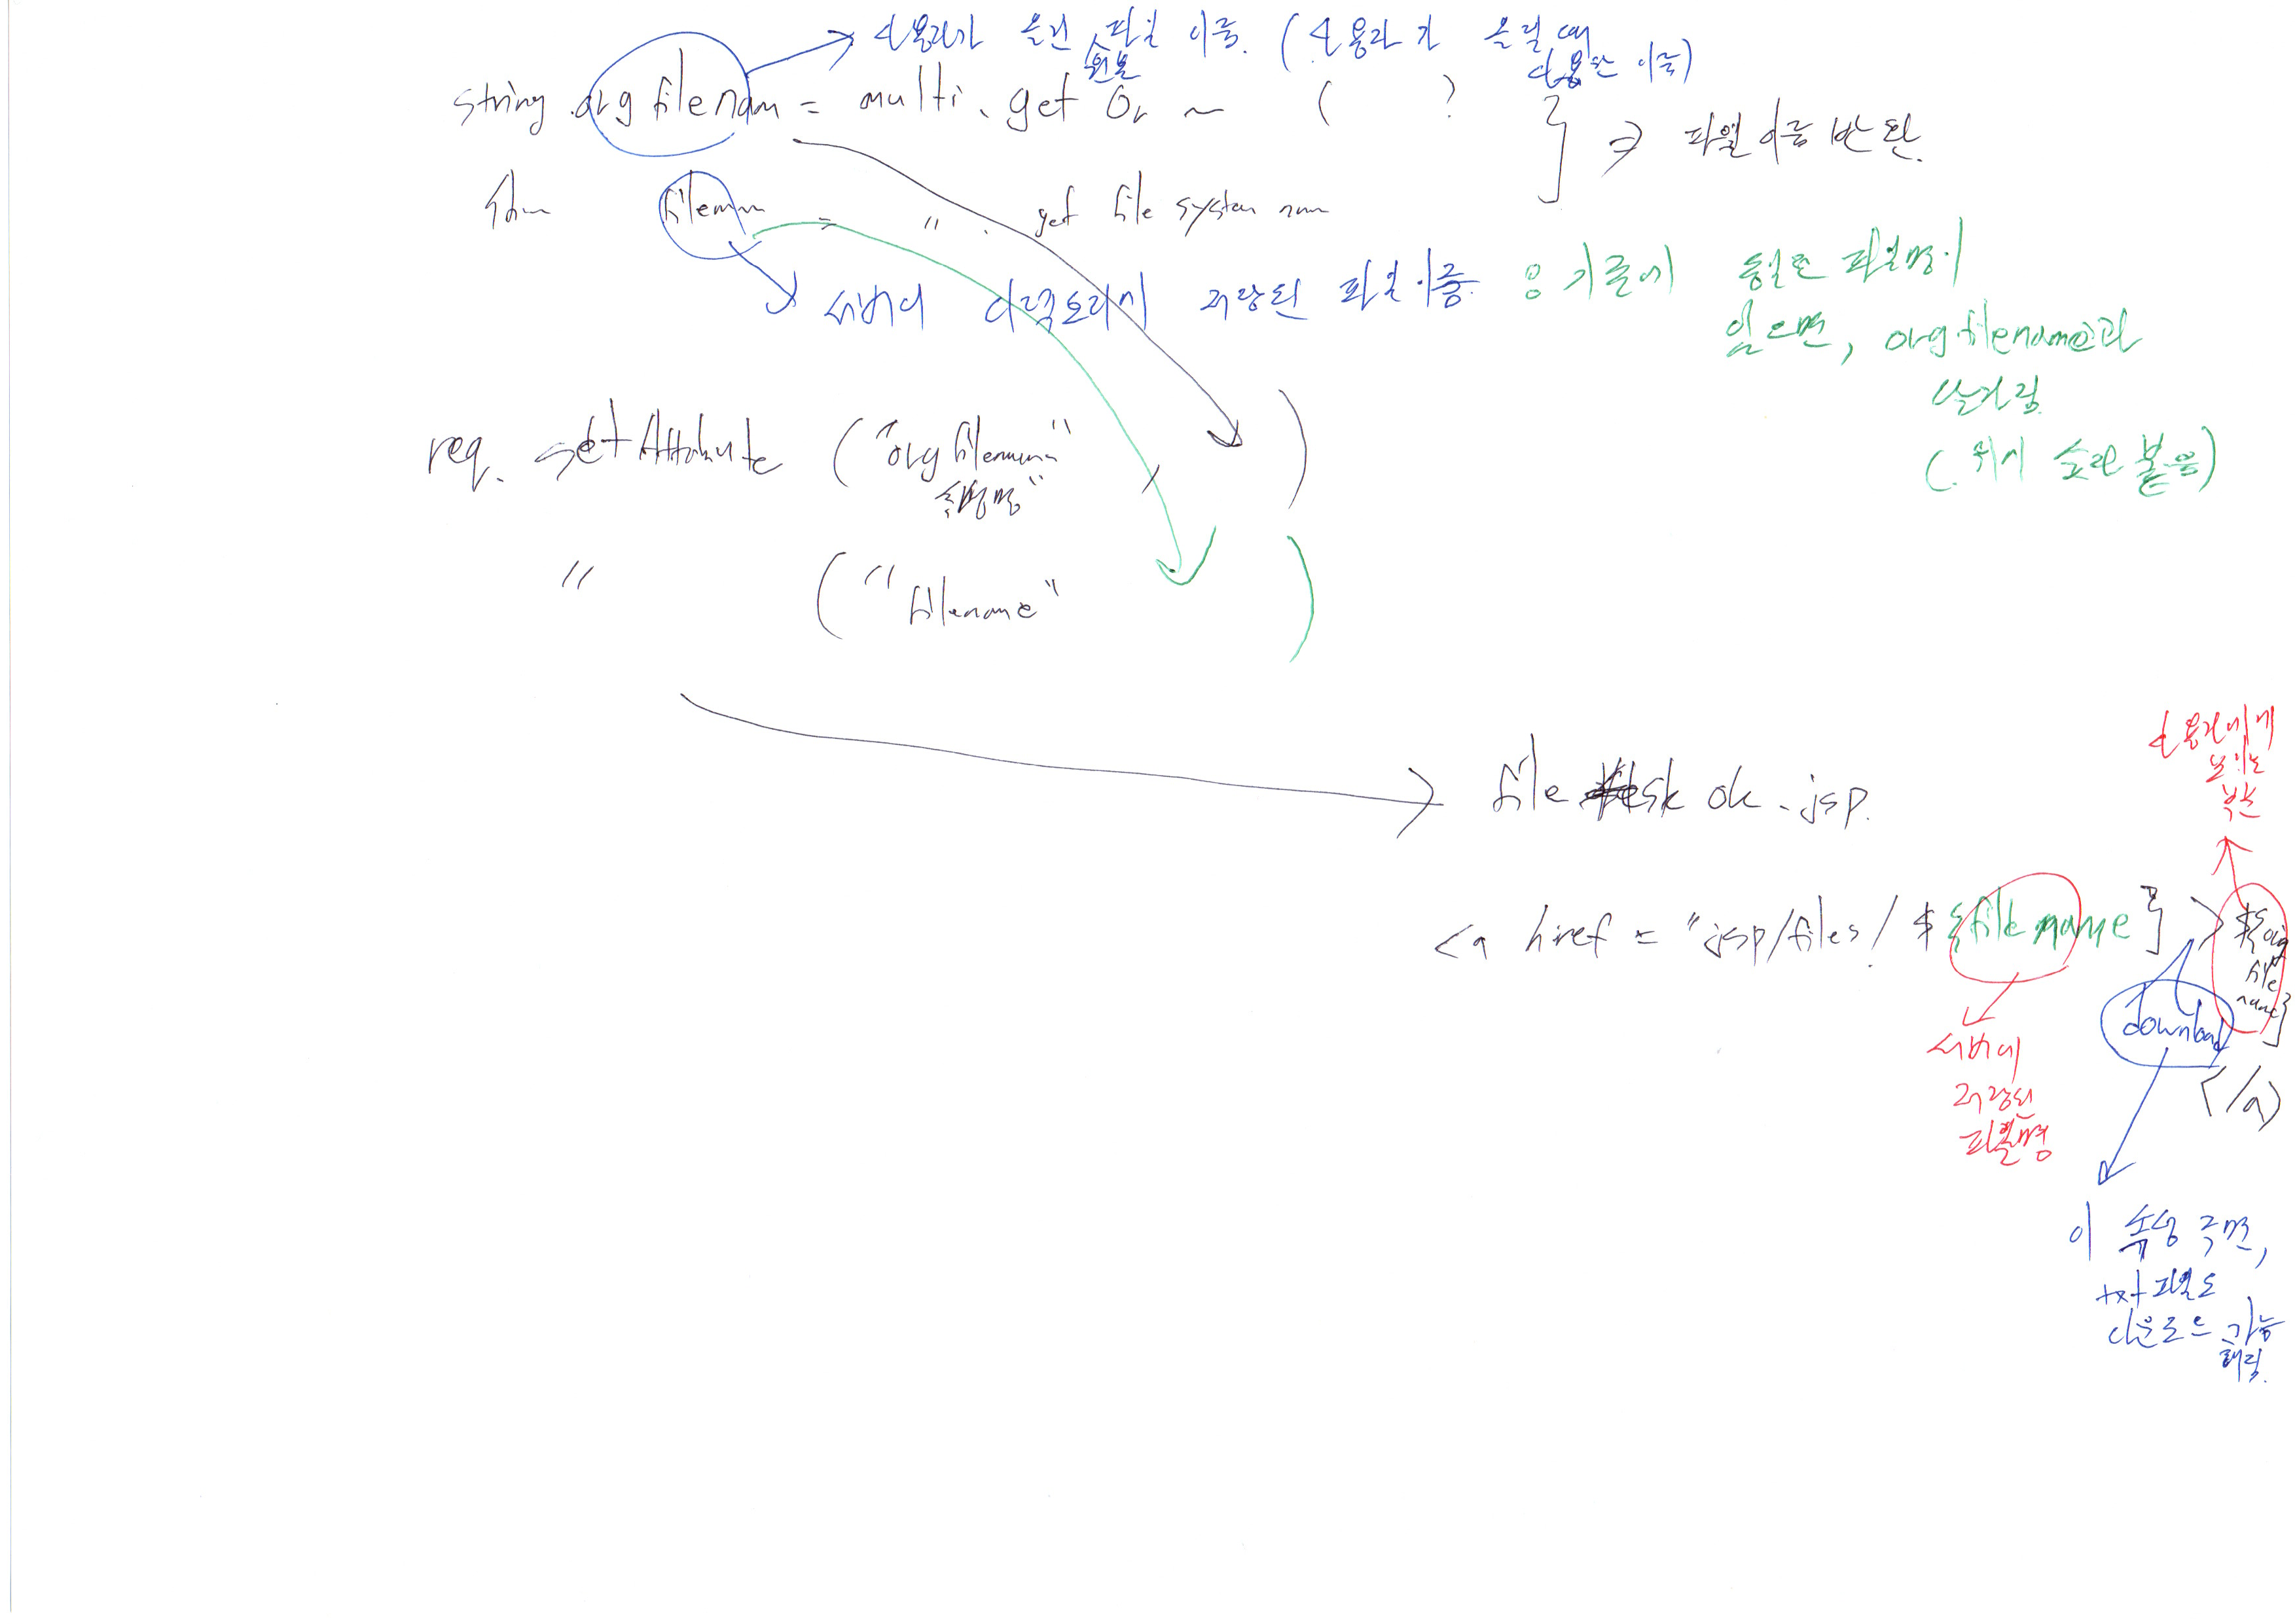 사용자가 올린 파일 이름. (사용자가 올릴 때
원본
사용한 이름)
string orgfilenam = multi. get Or ~ ( ?
} ⇒ 파일이름 반환.
filenam = " . get file system nam
서버에 디렉토리에 저장된 파일이름. 기존에 동일한 파일명이
있으면, orgfilename과
달라짐.
(뒤에 숫자 붙음)
req. setAttribute ("orgfilenam" , )
속성명"
" ("filename" )
file ok.jsp.
사용자에게
보이는
부분
<a href = "jsp/files/${filename} > ${org
file
name}
download
</a>
서버에
저장된
파일명
이 속성 주면,
txt 파일도
다운로드 가능
해짐.